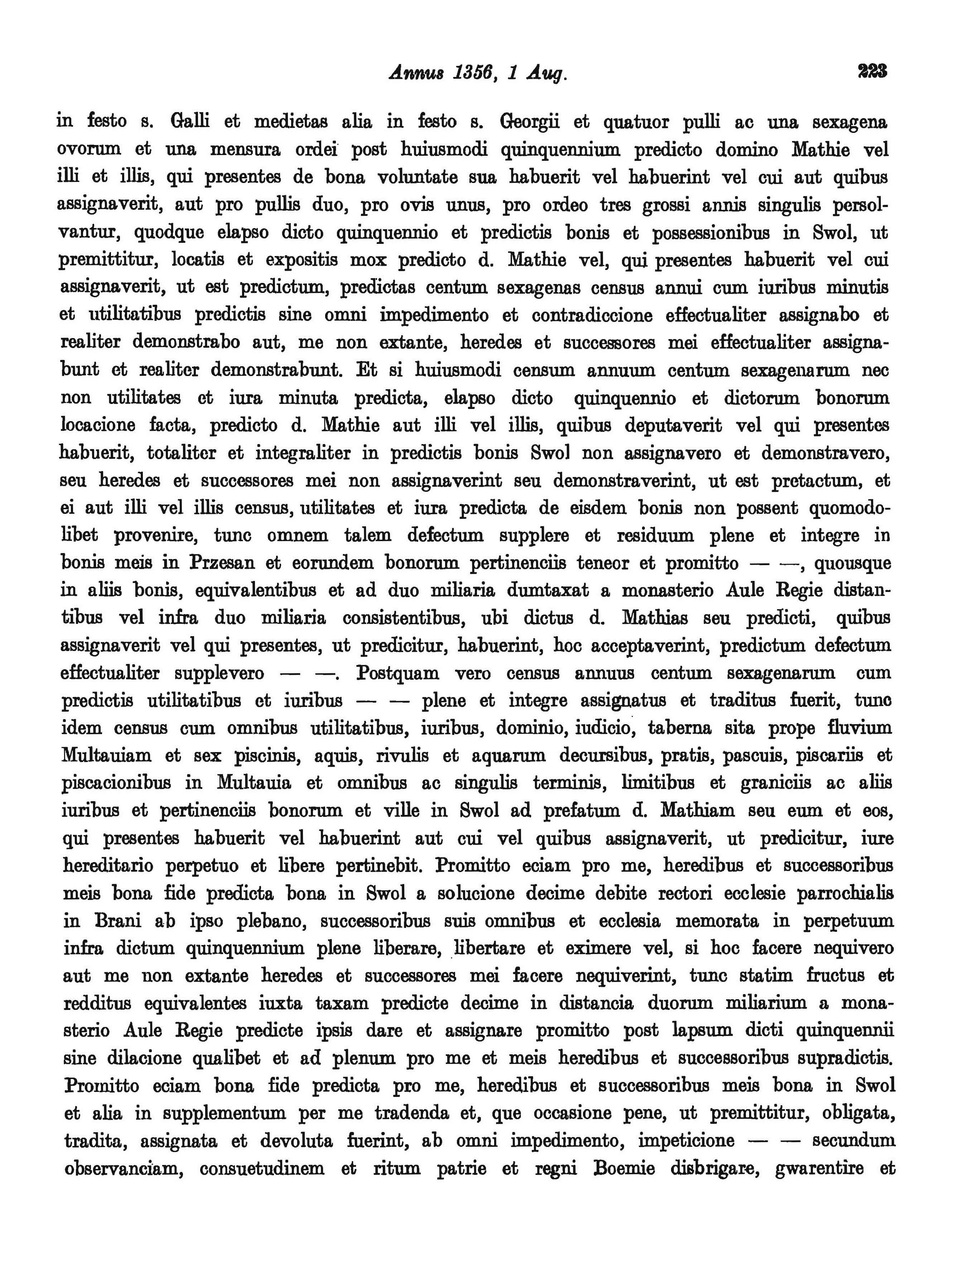 Annus 1356, 1 Aug. 223
in festo s. Galli et medietas alia in festo s. Georgii et quatuor pulli ac una sexagena
ovorum et una mensura ordei post huiusmodi quinquennium predicto domino Mathie vel
illi et illis, qui presentes de bona voluntate sua habuerit vel habuerint vel cui aut quibus
assignaverit, aut pro pullis duo, pro ovis unus, pro ordeo tres grossi annis singulis persol-
vantur, quodque elapso dicto quinquennio et predictis bonis et possessionibus in Swol, ut
premittitur, locatis et expositis mox predicto d. Mathie vel, qui presentes habuerit vel cui
assignaverit, ut est predictum, predictas centum sexagenas census annui cum iuribus minutis
et utilitatibus predictis sine omni impedimento et contradiccione effectualiter assignabo et
realiter demonstrabo aut, me non extante, heredes et successores mei effectualiter assigna-
bunt et realiter demonstrabunt. Et si huiusmodi censum annuum centum sexagenarum nec
non utilitates et iura minuta predicta, elapso dicto quinquennio et dictorum bonorum
locacione facta, predicto d. Mathie aut illi vel illis, quibus deputaverit vel qui presentes
habuerit, totaliter et integraliter in predictis bonis Swol non assignavero et demonstravero,
seu heredes et successores mei non assignaverint seu demonstraverint, ut est pretactum, et
ei aut illi vel illis census, utilitates et iura predicta de eisdem bonis non possent quomodo-
libet provenire, tunc omnem talem defectum supplere et residuum plene et integre in
bonis meis in Przesan et eorundem bonorum pertinenciis teneor et promitto — —, quousque
in aliis bonis, equivalentibus et ad duo miliaria dumtaxat a monasterio Aule Regie distan-
tibus vel infra duo miliaria consistentibus, ubi dictus d. Mathias seu predicti, quibus
assignaverit vel qui presentes, ut predicitur, habuerint, hoc acceptaverint, predictum defectum
effectualiter supplevero — —. Postquam vero census annuus centum sexagenarum cum
predictis utilitatibus et iuribus — — plene et integre assignatus et traditus fuerit, tunc
idem census cum omnibus utilitatibus, iuribus, dominio, iudicio, taberna sita prope fluvium
Multauiam et sex piscinis, aquis, rivulis et aquarum decursibus, pratis, pascuis, piscariis et
piscacionibus in Multauia et omnibus ac singulis terminis, limitibus et graniciis ac aliis
iuribus et pertinenciis bonorum et ville in Swol ad prefatum d. Mathiam seu eum et eos,
qui presentes habuerit vel habuerint aut cui vel quibus assignaverit, ut predicitur, iure
hereditario perpetuo et libere pertinebit. Promitto eciam pro me, heredibus et successoribus
meis bona fide predicta bona in Swol a solucione decime debite rectori ecclesie parrochialis
in Brani ab ipso plebano, successoribus suis omnibus et ecclesia memorata in perpetuum
infra dictum quinquennium plene liberare, libertare et eximere vel, si hoc facere nequivero
aut me non extante heredes et successores mei facere nequiverint, tunc statim fructus et
redditus equivalentes iuxta taxam predicte decime in distancia duorum miliarium a mona-
sterio Aule Regie predicte ipsis dare et assignare promitto post lapsum dicti quinquennii
sine dilacione qualibet et ad plenum pro me et meis heredibus et successoribus supradictis.
Promitto eciam bona fide predicta pro me, heredibus et successoribus meis bona in Swol
et alia in supplementum per me tradenda et, que occasione pene, ut premittitur, obligata,
tradita, assignata et devoluta fuerint, ab omni impedimento, impeticione — — secundum
observanciam, consuetudinem et ritum patrie et regni Boemie disbrigare, gwarentire et